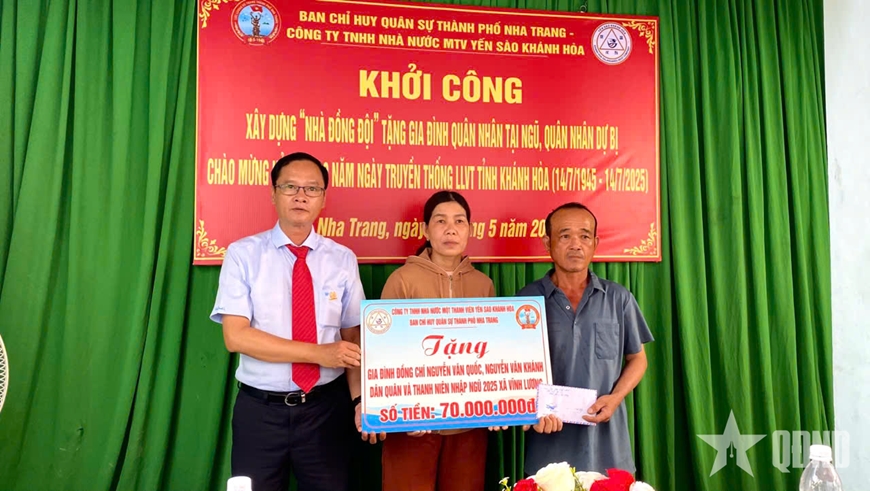 BAN CHỈ HUY QUÂN SỰ THÀNH PHỐ NHA TRANG -
CÔNG TY TNHH NHÀ NƯỚC MTV YẾN SÀO KHÁNH HÒA
KHỞI CÔNG
XÂY DỰNG "NHÀ ĐỒNG ĐỘI" TẶNG GIA ĐÌNH QUÂN NHÂN TẠI NGŨ, QUÂN NHÂN DỰ BỊ
CHÀO MỪNG NĂM NGÀY TRUYỀN THỐNG LLVT TỈNH KHÁNH HÒA (14/7/1945 - 14/7/2025)
Nha Trang, ngày 5 năm
CÔNG TY TNHH NHÀ NƯỚC MỘT THÀNH VIÊN YẾN SÀO KHÁNH HÒA
BAN CHỈ HUY QUÂN SỰ THÀNH PHỐ NHA TRANG
Tặng
GIA ĐÌNH ĐỒNG CHÍ NGUYỄN VĂN QUỐC, NGUYỄN VĂN KHÁNH
DÂN QUÂN VÀ THANH NIÊN NHẬP NGŨ 2025 XÃ VĨNH LƯƠNG
SỐ TIỀN: 70.000.000đ
QĐND